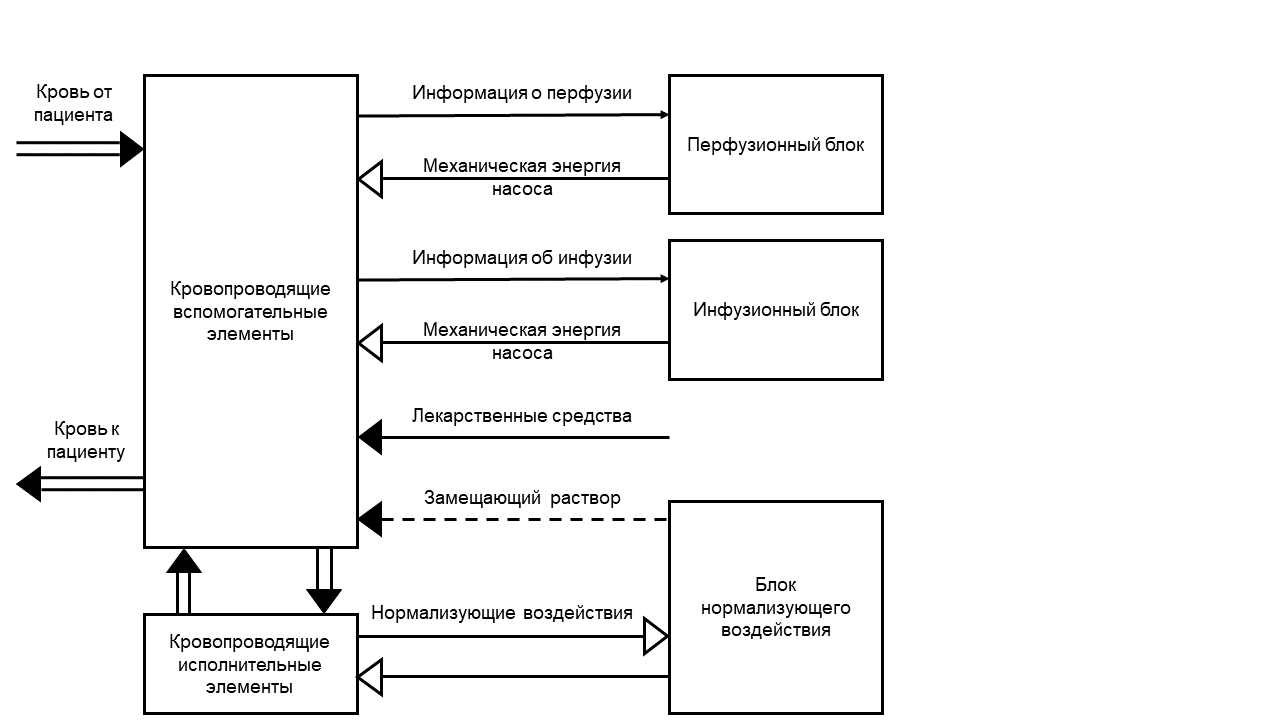 Кровь от
пациента
Информация о перфузии
Перфузионный блок
Механическая энергия
насоса
Информация об инфузии
Инфузионный блок
Кровопроводящие
вспомогательные
элементы
Механическая энергия
насоса
Лекарственные средства
Кровь к
пациенту
Замещающий раствор
Блок
нормализующего
воздействия
Нормализующие воздействия
Кровопроводящие
исполнительные
элементы